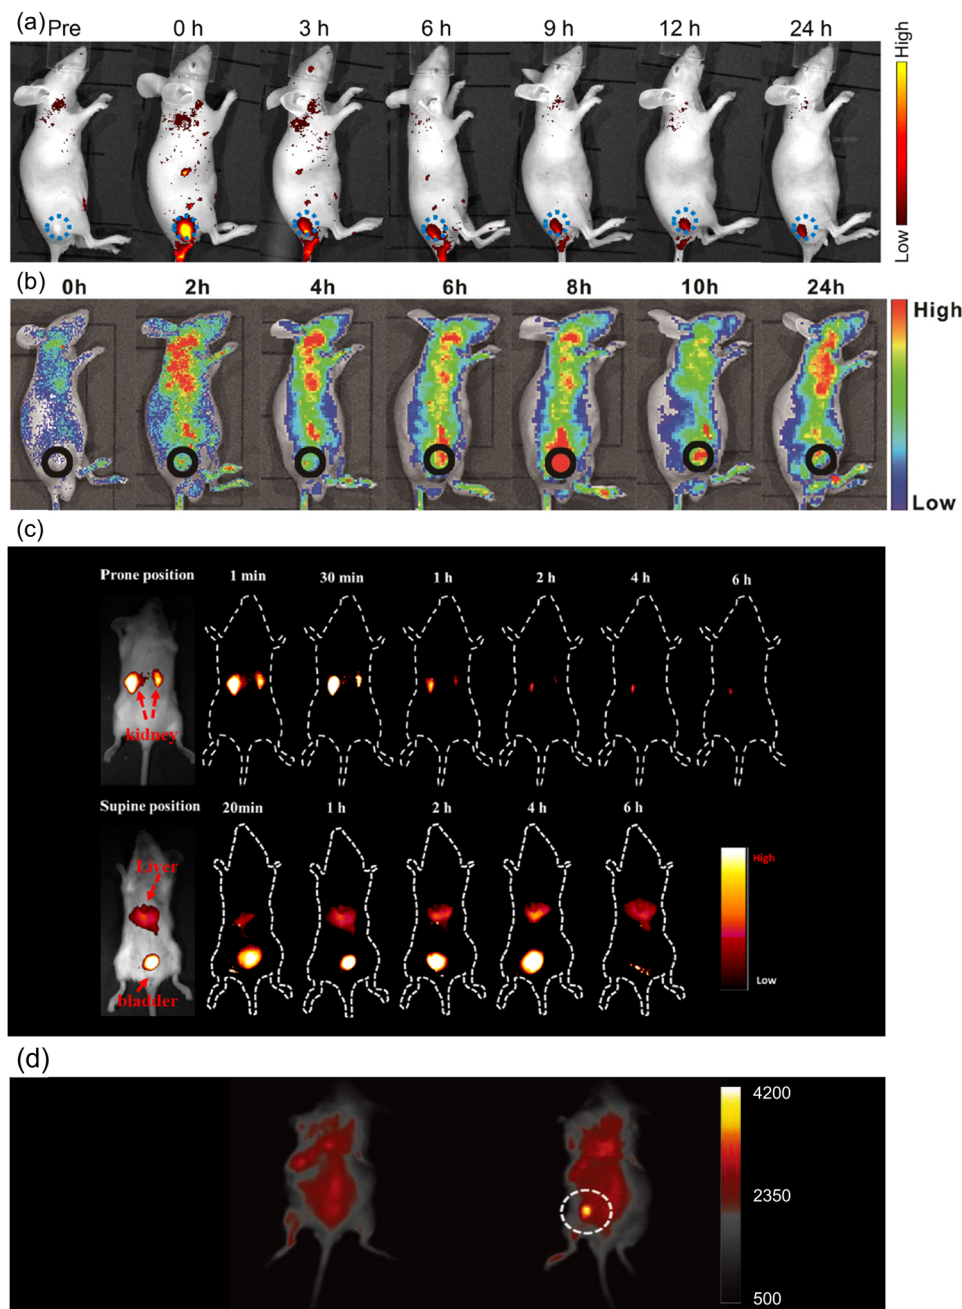 (a)
Pre 0 h 3 h 6 h 9 h 12 h 24 h
High
Low
(b)
0h 2h 4h 6h 8h 10h 24h
High
Low
(c)
Prone position 1 min 30 min 1 h 2 h 4 h 6 h
kidney
Supine position 20min 1 h 2 h 4 h 6 h
Liver
High
Low
bladder
(d)
4200
2350
500